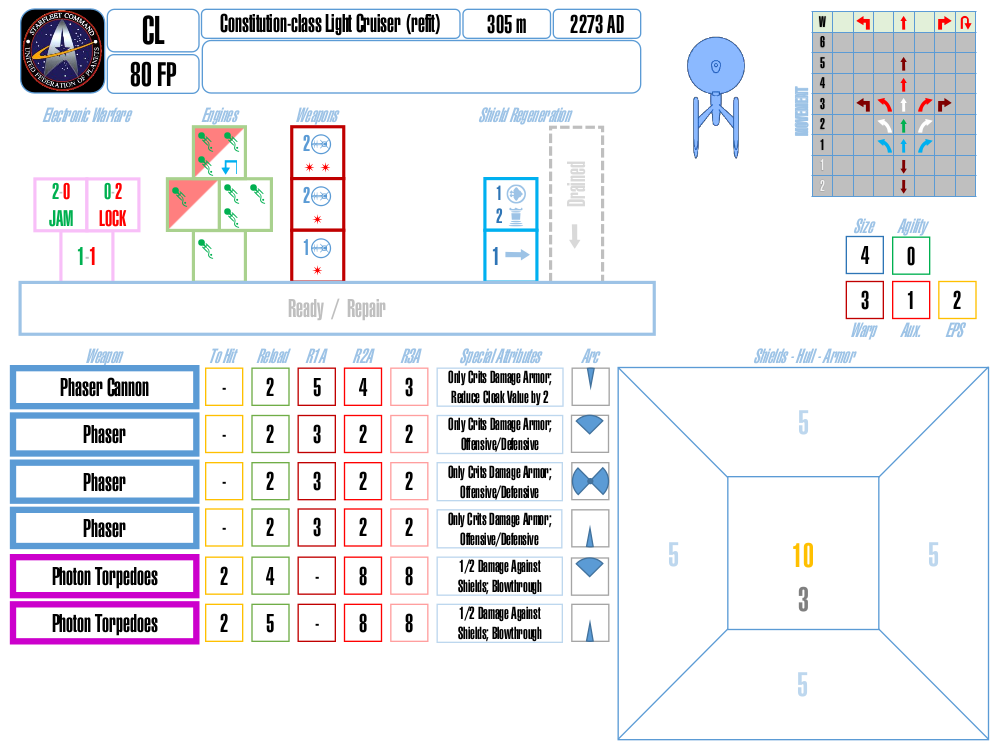 STARFLEET COMMAND
UNITED FEDERATION OF PLANETS
CL
80 FP
Constitution-class Light Cruiser (refit)
305 m
2273 AD
Electronic Warfare
2-0
JAM
0-2
LOCK
1-1
Engines
Weapons
2
2
1
Shield Regeneration
1
2
1
Drained
Ready / Repair
MOVEMENT
W
6
5
4
3
2
1
1
2
Size
Agility
4
0
3
1
2
Warp
Aux.
EPS
Weapon
To Hit
Reload
R1A
R2A
R3A
Special Attributes
Arc
Phaser Cannon
-
2
5
4
3
Only Crits Damage Armor;
Reduce Cloak Value by 2
Phaser
-
2
3
2
2
Only Crits Damage Armor;
Offensive/Defensive
Phaser
-
2
3
2
2
Only Crits Damage Armor;
Offensive/Defensive
Phaser
-
2
3
2
2
Only Crits Damage Armor;
Offensive/Defensive
Photon Torpedoes
2
4
-
8
8
1/2 Damage Against
Shields; Blowthrough
Photon Torpedoes
2
5
-
8
8
1/2 Damage Against
Shields; Blowthrough
Shields - Hull - Armor
5
5
10
3
5
5